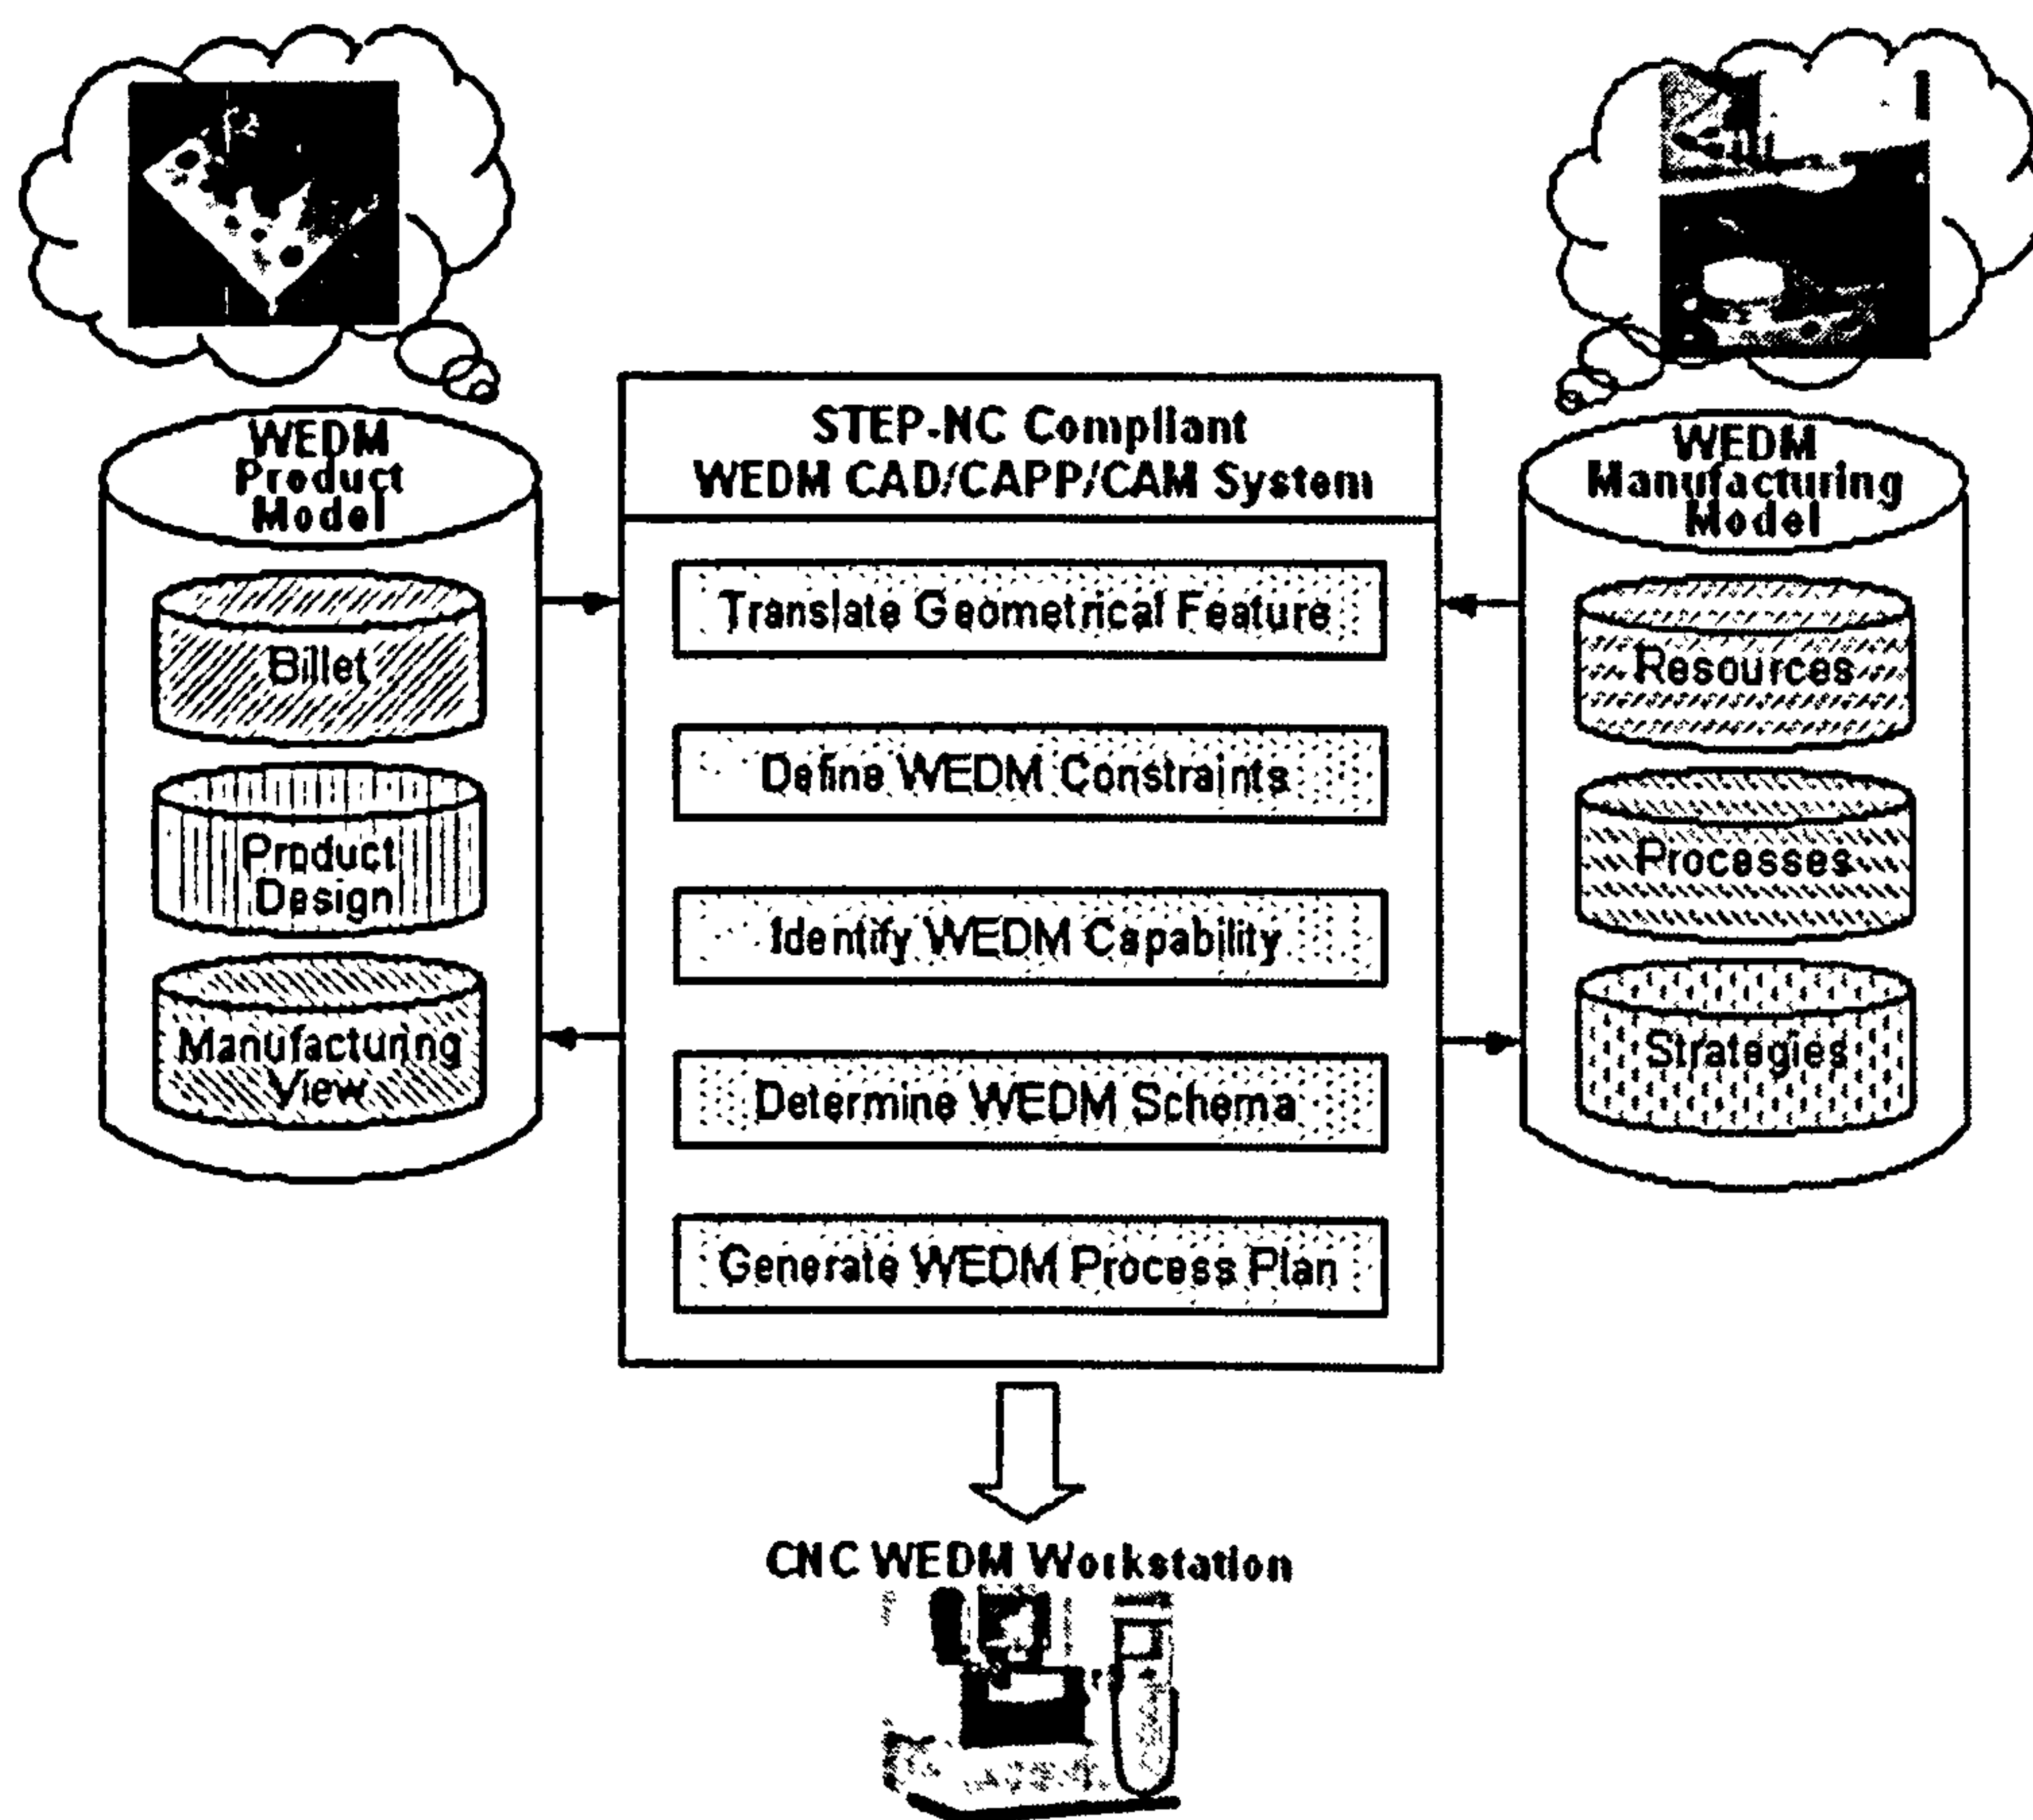 WEDM
Product
Model
Billet
Product
Design
Manufacturing
View
STEP-NC Compliant
WEDM CAD/CAPP/CAM System
Translate Geometrical Feature
Define WEDM Constraints
Identify WEDM Capability
Determine WEDM Schema
Generate WEDM Process Plan
WEDM
Manufacturing
Model
Resources
Processes
Strategies
CNC WEDM Workstation